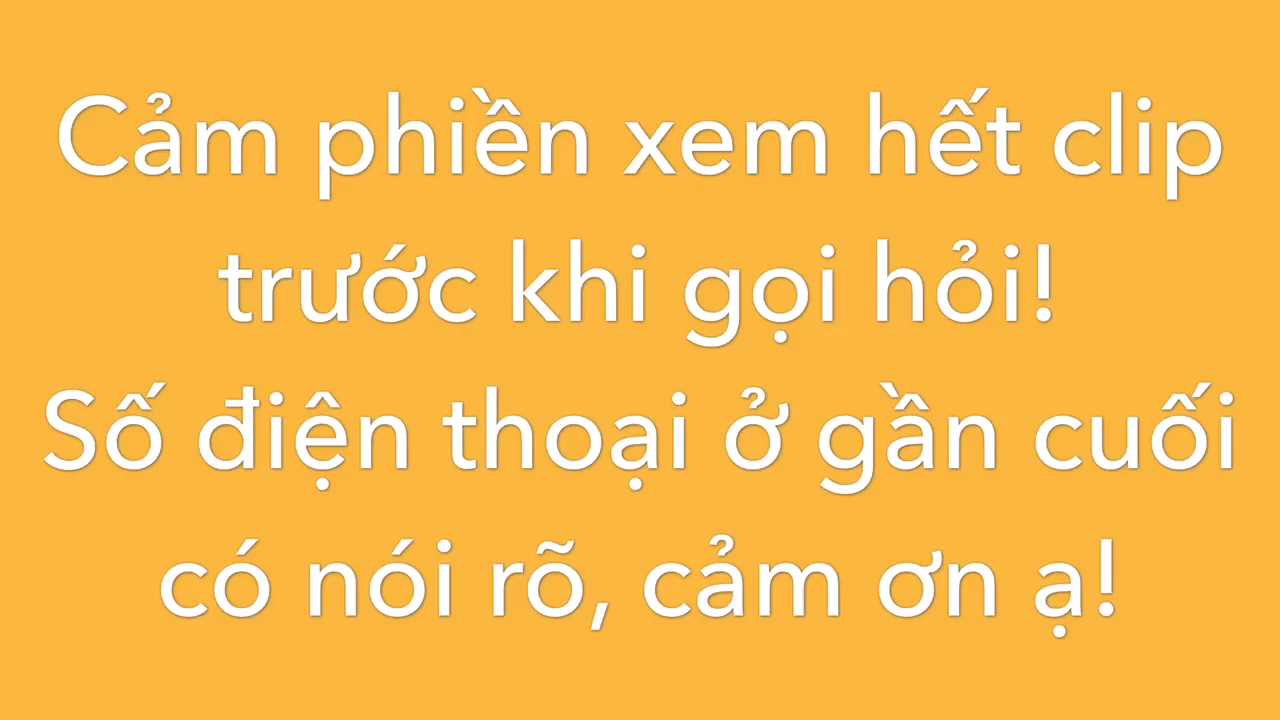 Cảm phiền xem hết clip
trước khi gọi hỏi!
Số điện thoại ở gần cuối
có nói rõ, cảm ơn ạ!